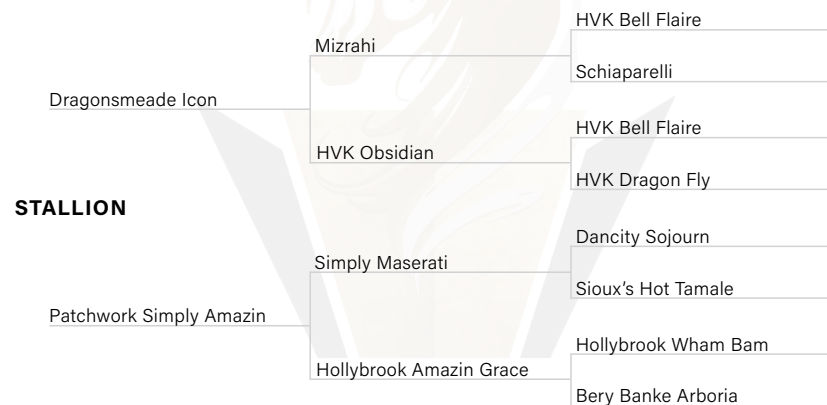 HVK Bell Flaire
Mizrahi
Schiaparelli
Dragonsmeade Icon
HVK Bell Flaire
HVK Obsidian
HVK Dragon Fly
STALLION
Dancity Sojourn
Simply Maserati
Sioux's Hot Tamale
Patchwork Simply Amazin
Hollybrook Wham Bam
Hollybrook Amazin Grace
Bery Banke Arboria